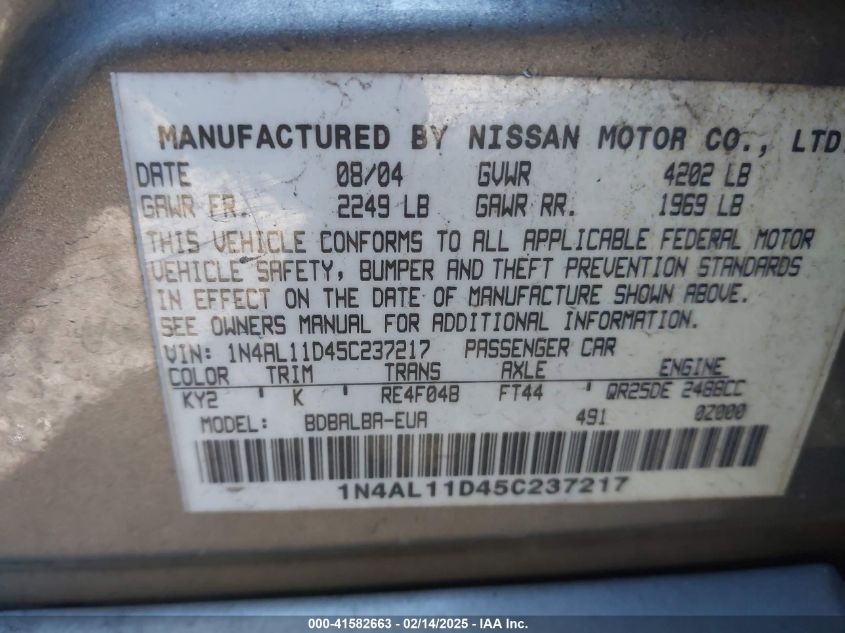 MANUFACTURED BY NISSAN MOTOR CO., LTD
DATE 08/04 GVWR 4202 LB
GAWR FR. 2249 LB GAWR RR. 1969 LB
THIS VEHICLE CONFORMS TO ALL APPLICABLE FEDERAL MOTOR
VEHICLE SAFETY, BUMPER AND THEFT PREVENTION STANDARDS
IN EFFECT ON THE DATE OF MANUFACTURE SHOWN ABOVE.
SEE OWNERS MANUAL FOR ADDITIONAL INFORMATION.
VIN: 1N4AL11D45C237217 PASSENGER CAR
COLOR TRIM TRANS AXLE ENGINE
KY2 K RE4F04B FT44 QR25DE 2488CC
MODEL: BDBALBA-EUA 491 0Z000
1N4AL11D45C237217
000-41582663 - 02/14/2025 - IAA Inc.